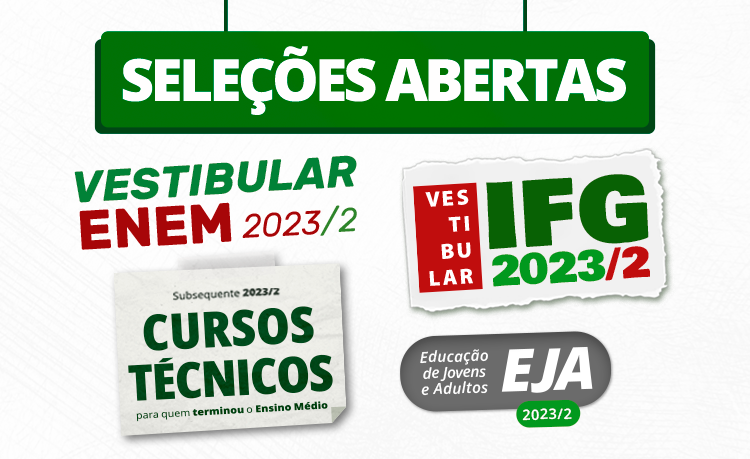 SELEÇÕES ABERTAS
VESTIBULAR
ENEM 2023/2
VES
TI
BU
LAR
IFG
2023/2
Subsequente 2023/2
CURSOS
TÉCNICOS
para quem terminou o Ensino Médio
Educação
de Jovens
e Adultos
EJA
2023/2